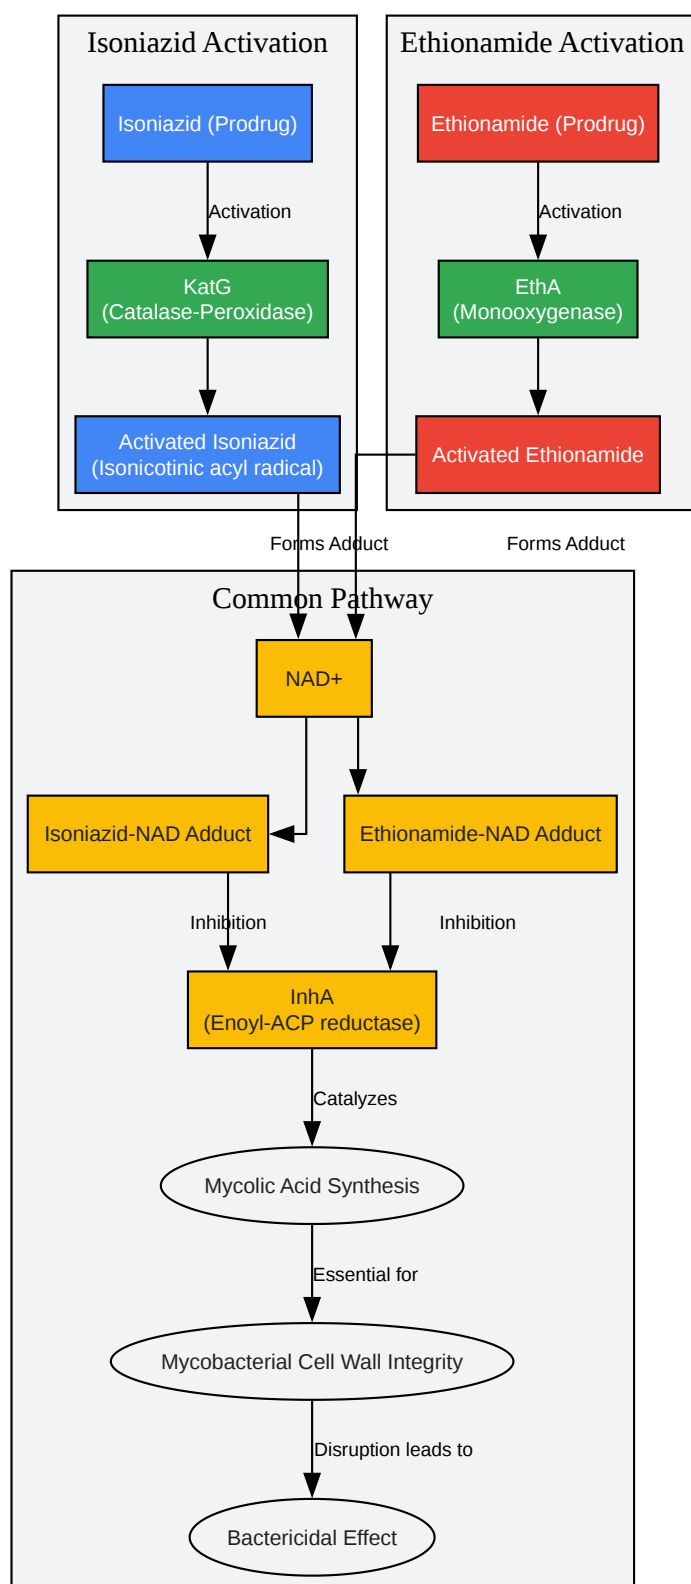 Isoniazid Activation
Ethionamide Activation
Isoniazid (Prodrug)
Ethionamide (Prodrug)
Activation
Activation
KatG
(Catalase-Peroxidase)
EthA
(Monooxygenase)
Activated Isoniazid
(Isonicotinic acyl radical)
Activated Ethionamide
Forms Adduct
Forms Adduct
Common Pathway
NAD+
Isoniazid-NAD Adduct
Ethionamide-NAD Adduct
Inhibition
Inhibition
InhA
(Enoyl-ACP reductase)
Catalyzes
Mycolic Acid Synthesis
Essential for
Mycobacterial Cell Wall Integrity
Disruption leads to
Bactericidal Effect